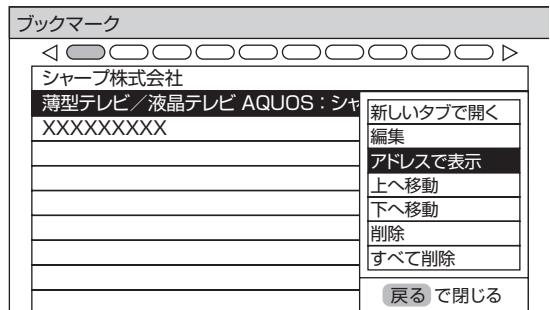 ブックマーク
シャープ株式会社
薄型テレビ／液晶テレビ AQUOS：シャ
XXXXXXXXX
新しいタブで開く
編集
アドレスで表示
上へ移動
下へ移動
削除
すべて削除
戻る で閉じる